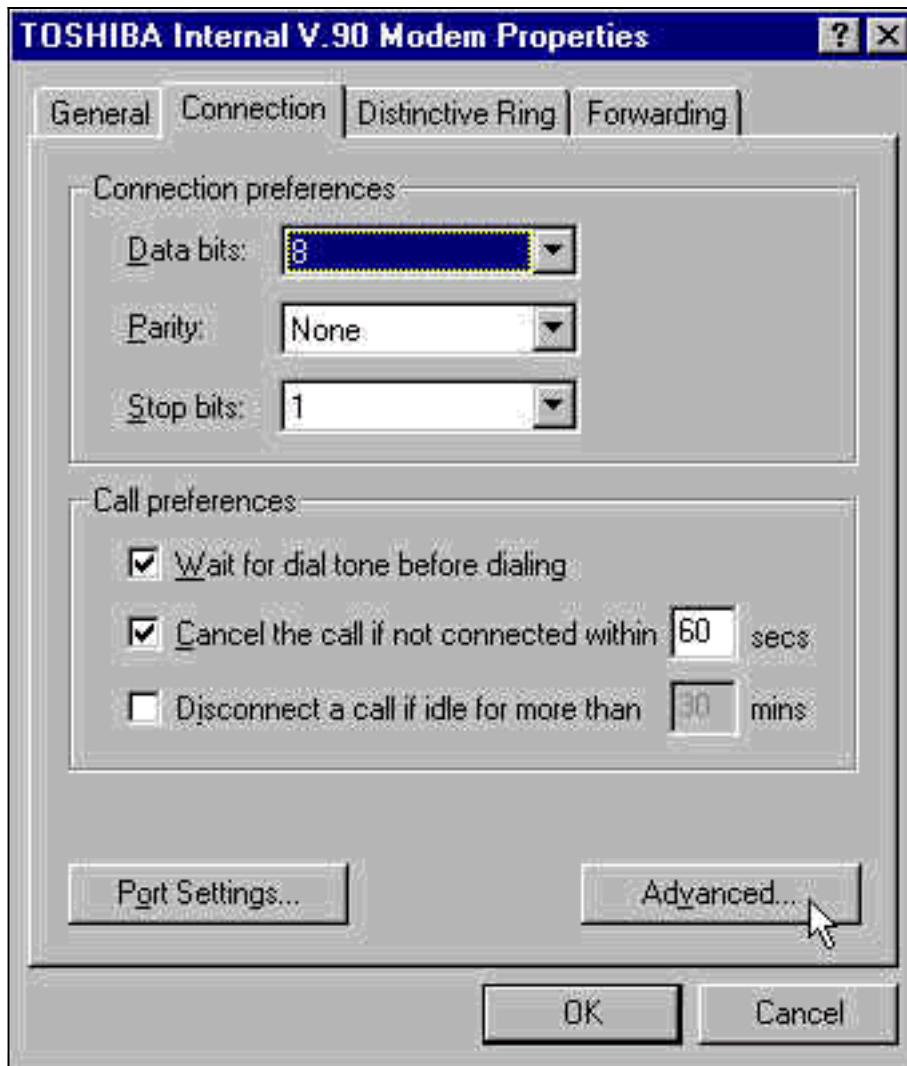 TOSHIBA Internal V.90 Modem Properties
General Connection Distinctive Ring Forwarding
Connection preferences
Data bits: 8
Parity: None
Stop bits: 1
Call preferences
Wait for dial tone before dialing
Cancel the call if not connected within 60 secs
Disconnect a call if idle for more than 30 mins
Port Settings... Advanced...
OK Cancel